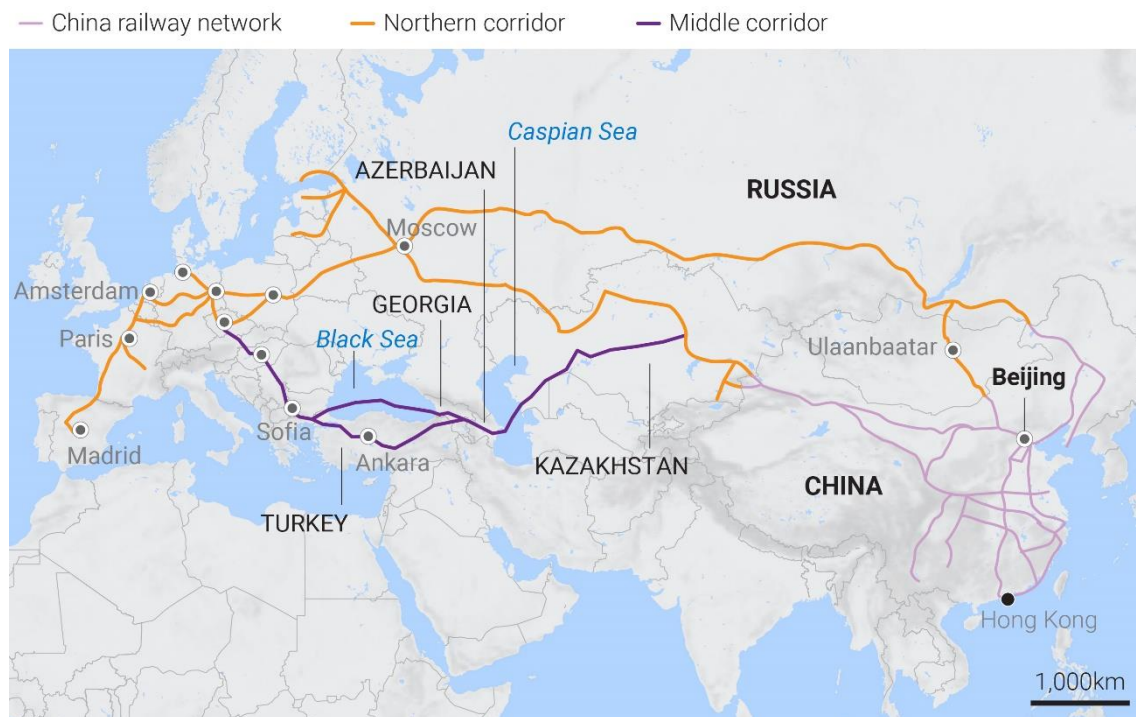 China railway network
Northern corridor
Middle corridor
Caspian Sea
AZERBAIJAN
RUSSIA
Moscow
Amsterdam
GEORGIA
Paris
Black Sea
Ulaanbaatar
Beijing
Sofia
Madrid
Ankara
KAZAKHSTAN
CHINA
TURKEY
Hong Kong
1,000km